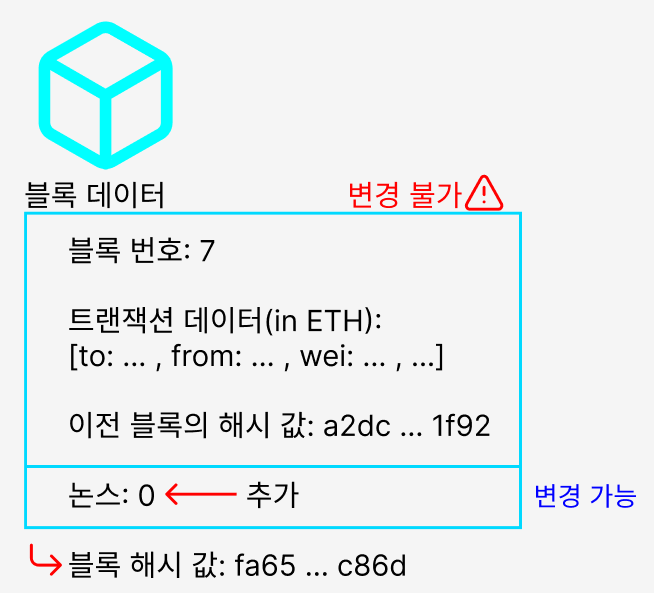 블록 데이터
변경 불가
블록 번호: 7
트랜잭션 데이터(in ETH):
[to: ... , from: ... , wei: ... , ...]
이전 블록의 해시 값: a2dc ... 1f92
논스: 0
추가
변경 가능
블록 해시 값: fa65 ... c86d